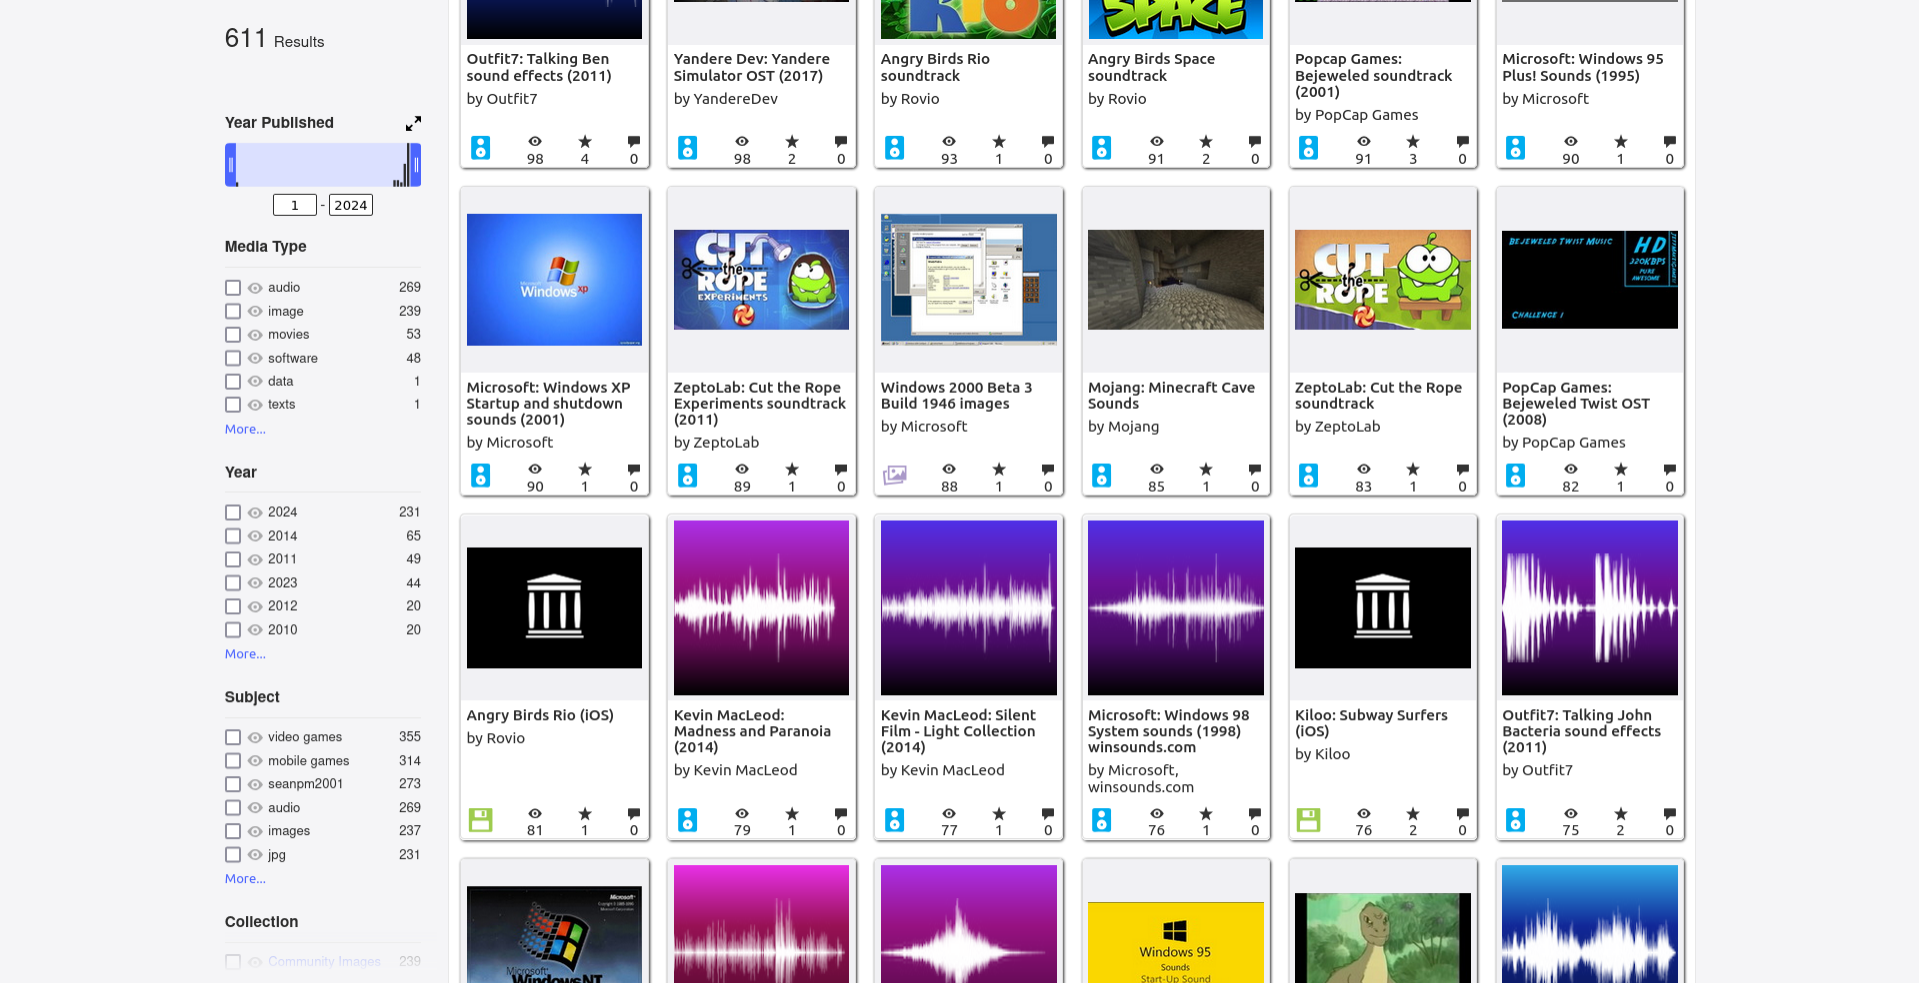 611 Results
Year Published
1 - 2024
Media Type
audio 269
image 239
movies 53
software 48
data 1
texts 1
More...
Year
2024 231
2014 65
2011 49
2023 44
2012 20
2010 20
More...
Subject
video games 355
mobile games 314
seanpm2001 273
audio 269
images 237
jpg 231
More...
Collection
Community Images 239
Outfit7: Talking Ben
sound effects (2011)
by Outfit7
98 4 0
Yandere Dev: Yandere
Simulator OST (2017)
by YandereDev
98 2 0
RIO
Angry Birds Rio
soundtrack
by Rovio
93 1 0
SPACE
Angry Birds Space
soundtrack
by Rovio
91 2 0
Popcap Games:
Bejeweled soundtrack
(2001)
by PopCap Games
91 3 0
Microsoft: Windows 95
Plus! Sounds (1995)
by Microsoft
90 1 0
Microsoft
Windows xp
Microsoft: Windows XP
Startup and shutdown
sounds (2001)
by Microsoft
90 1 0
CUT
the
ROPE
EXPERIMENTS
ZeptoLab: Cut the Rope
Experiments soundtrack
(2011)
by ZeptoLab
89 1 0
Windows 2000 Beta 3
Build 1946 images
by Microsoft
88 1 0
Mojang: Minecraft Cave
Sounds
by Mojang
85 1 0
CUT
the
ROPE
ZeptoLab: Cut the Rope
soundtrack
by ZeptoLab
83 1 0
Bejeweled Twist Music
HD
320KBPS
PURE
AWESOME
Challenge 1
PopCap Games:
Bejeweled Twist OST
(2008)
by PopCap Games
82 1 0
Angry Birds Rio (iOS)
by Rovio
81 1 0
Kevin MacLeod:
Madness and Paranoia
(2014)
by Kevin MacLeod
79 1 0
Kevin MacLeod: Silent
Film - Light Collection
(2014)
by Kevin MacLeod
77 1 0
Microsoft: Windows 98
System sounds (1998)
winsounds.com
by Microsoft,
winsounds.com
76 1 0
Kiloo: Subway Surfers
(iOS)
by Kiloo
76 2 0
Outfit7: Talking John
Bacteria sound effects
(2011)
by Outfit7
75 2 0
Microsoft
Microsoft
Windows NT
Windows 95
Sounds
Start-Up Sound